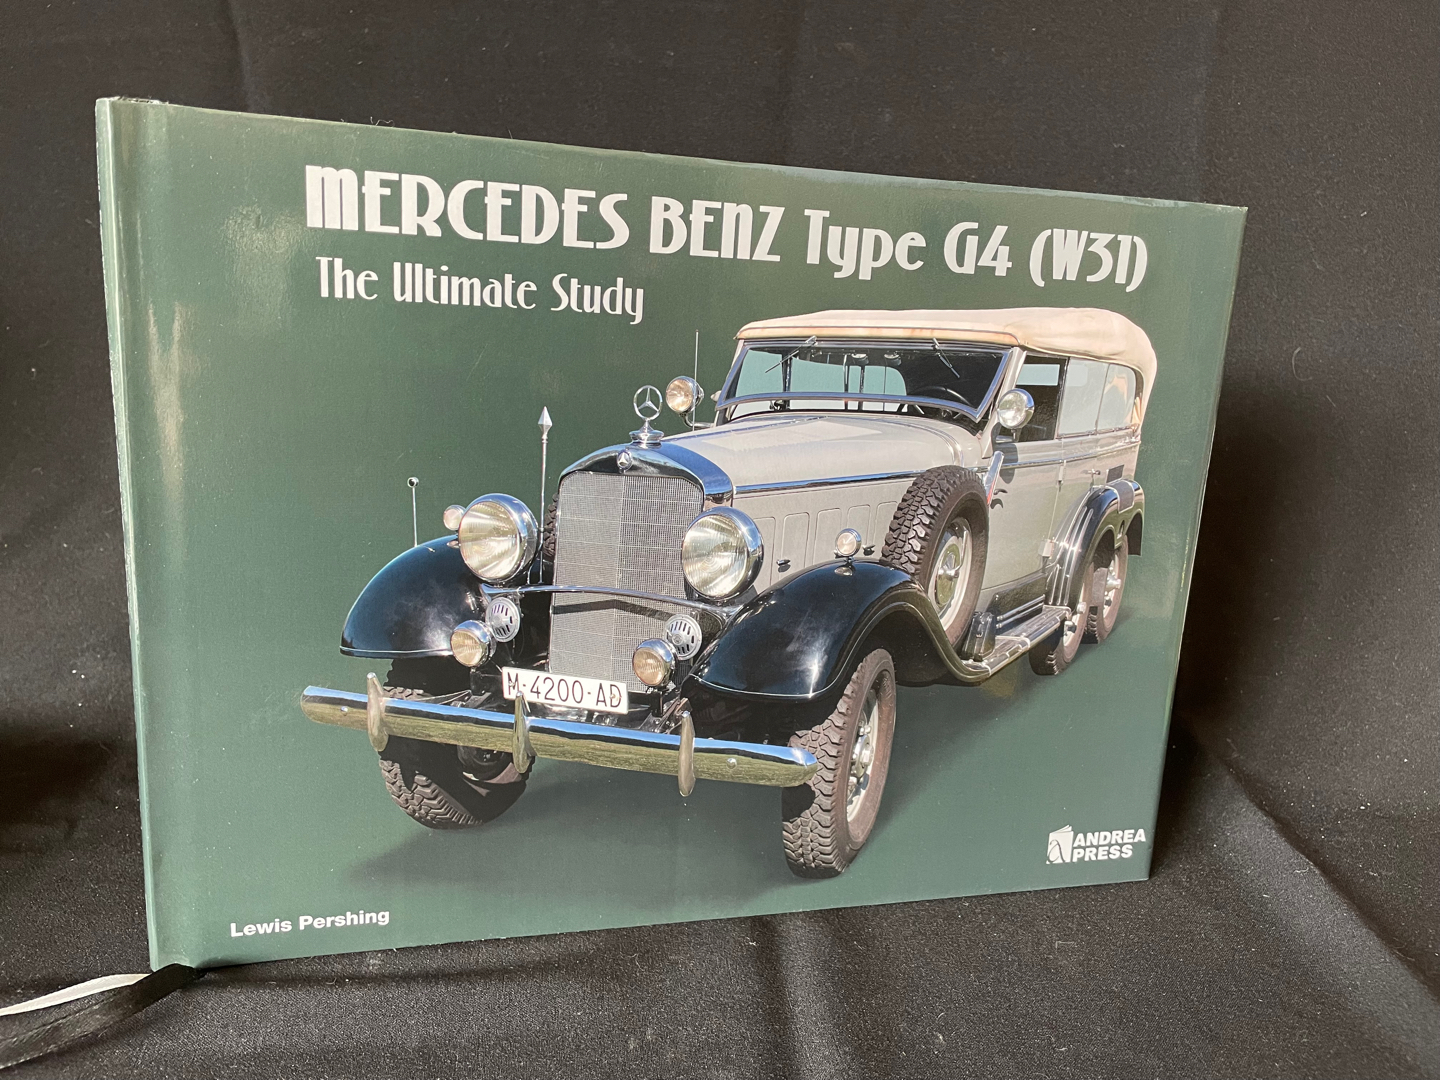 MERCEDES BENZ Type G4 (W31)
The Ultimate Study
M-4200-AD
ANDREA
PRESS
Lewis Pershing